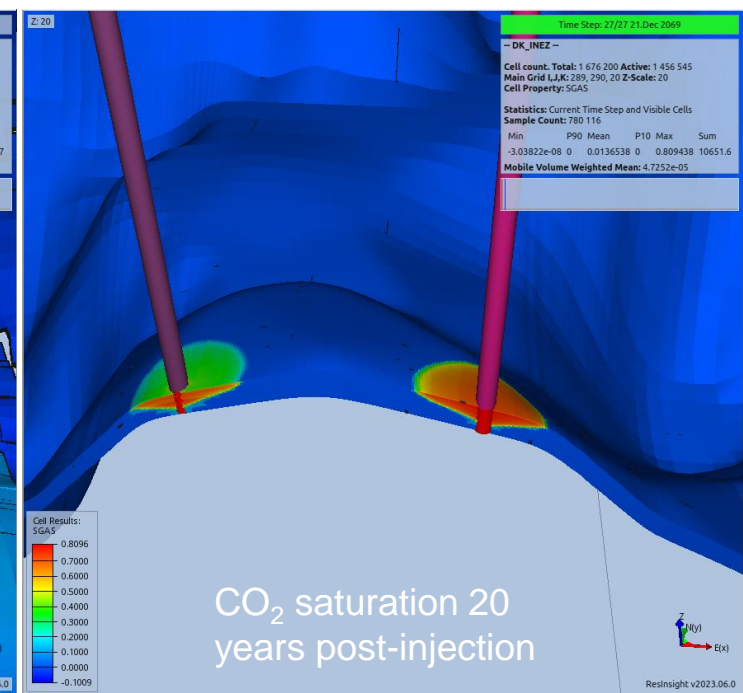 Z: 20
Time Step: 27/27 21.Dec 2069
-- DK_INEZ --
Cell count. Total: 1 676 200 Active: 1 456 545
Main Grid I,J,K: 289, 290, 20 Z-Scale: 20
Cell Property: SGAS
Statistics: Current Time Step and Visible Cells
Sample Count: 780 116
Min P90 Mean P10 Max Sum
-3.03822e-08 0 0.0136538 0 0.809438 10651.6
Mobile Volume Weighted Mean: 4.7252e-05
7
Cell Results:
SGAS
0.8096
0.7000
0.6000
0.5000
0.4000
0.3000
0.2000
0.1000
0.0000
-0.1009
CO₂ saturation 20
years post-injection
Z
N(y)
E(x)
5.0
ResInsight v2023.06.0